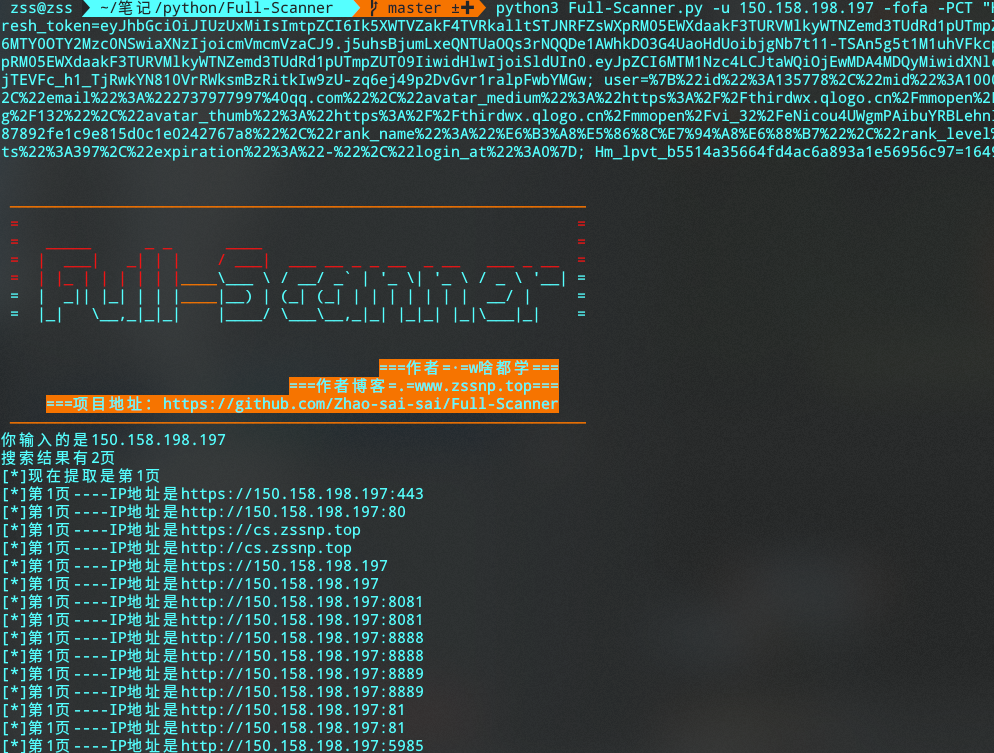 zss@zss ~/笔记/python/Full-Scanner master ±✚ python3 Full-Scanner.py -u 150.158.198.197 -fofa -PCT "H
resh_token=eyJhbGciOiJIUzUxMiIsImtpZCI6Ik5XWTVZakF4TVRkalltSTJNRFZsWXpRMO5EWXdaakF3TURVMlkyWTNZemd3TUdRd1pUTmpZ
6MTY0OTY2Mzc0NSwiaXNzIjoicmVmcmVzaCJ9.j5uhsBjumLxeQNTUaOQs3rNQQDe1AWhkDO3G4UaoHdUoibjgNb7t11-TSAn5g5t1M1uhVFkcp
pRMO5EWXdaakF3TURVMlkyWTNZemd3TUdRd1pUTmpZUT09IiwidHlwIjoiSldUIn0.eyJpZCI6MTM1Nzc4LCJtaWQiOjEwMDA4MDQyMiwidXNl
jTEVFc_h1_TjRwkYN81OVrRWksmBzRitkIw9zU-zq6ej49p2DvGvr1ralpFwbYMGw; user=%7B%22id%22%3A135778%2C%22mid%22%3A1000
2C%22email%22%3A%222737977997%40qq.com%22%2C%22avatar_medium%22%3A%22https%3A%2F%2Fthirdwx.qlogo.cn%2Fmmopen%2F
g%2F132%22%2C%22avatar_thumb%22%3A%22https%3A%2F%2Fthirdwx.qlogo.cn%2Fmmopen%2Fvi_32%2FeNicou4UWgmPAibuYRBLehn
87892fe1c9e815d0c1e0242767a8%22%2C%22rank_name%22%3A%22%E6%B3%A8%E5%86%8C%E7%94%A8%E6%88%B7%22%2C%22rank_level%
ts%22%3A397%2C%22expiration%22%3A%22-%22%2C%22login_at%22%3A0%7D; Hm_lpvt_b5514a35664fd4ac6a893a1e56956c97=1649
Full-Scanner
===作者=·=w啥都学===
===作者博客=.=www.zssnp.top===
===项目地址: https://github.com/Zhao-sai-sai/Full-Scanner
你输入的是150.158.198.197
搜索结果有2页
[*]现在提取是第1页
[*]第1页----IP地址是https://150.158.198.197:443
[*]第1页----IP地址是http://150.158.198.197:80
[*]第1页----IP地址是https://cs.zssnp.top
[*]第1页----IP地址是http://cs.zssnp.top
[*]第1页----IP地址是https://150.158.198.197
[*]第1页----IP地址是http://150.158.198.197
[*]第1页----IP地址是http://150.158.198.197:8081
[*]第1页----IP地址是http://150.158.198.197:8081
[*]第1页----IP地址是http://150.158.198.197:8888
[*]第1页----IP地址是http://150.158.198.197:8888
[*]第1页----IP地址是http://150.158.198.197:8889
[*]第1页----IP地址是http://150.158.198.197:8889
[*]第1页----IP地址是http://150.158.198.197:81
[*]第1页----IP地址是http://150.158.198.197:81
[*]第1页----IP地址是http://150.158.198.197:5985